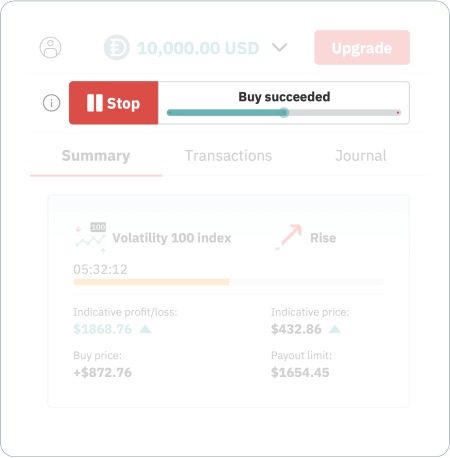 10,000.00 USD
Upgrade
Stop
Buy succeeded
Summary
Transactions
Journal
100
Volatility 100 index
Rise
05:32:12
Indicative profit/loss:
Indicative price:
$1868.76
$432.86
Buy price:
Payout limit:
+$872.76
$1654.45